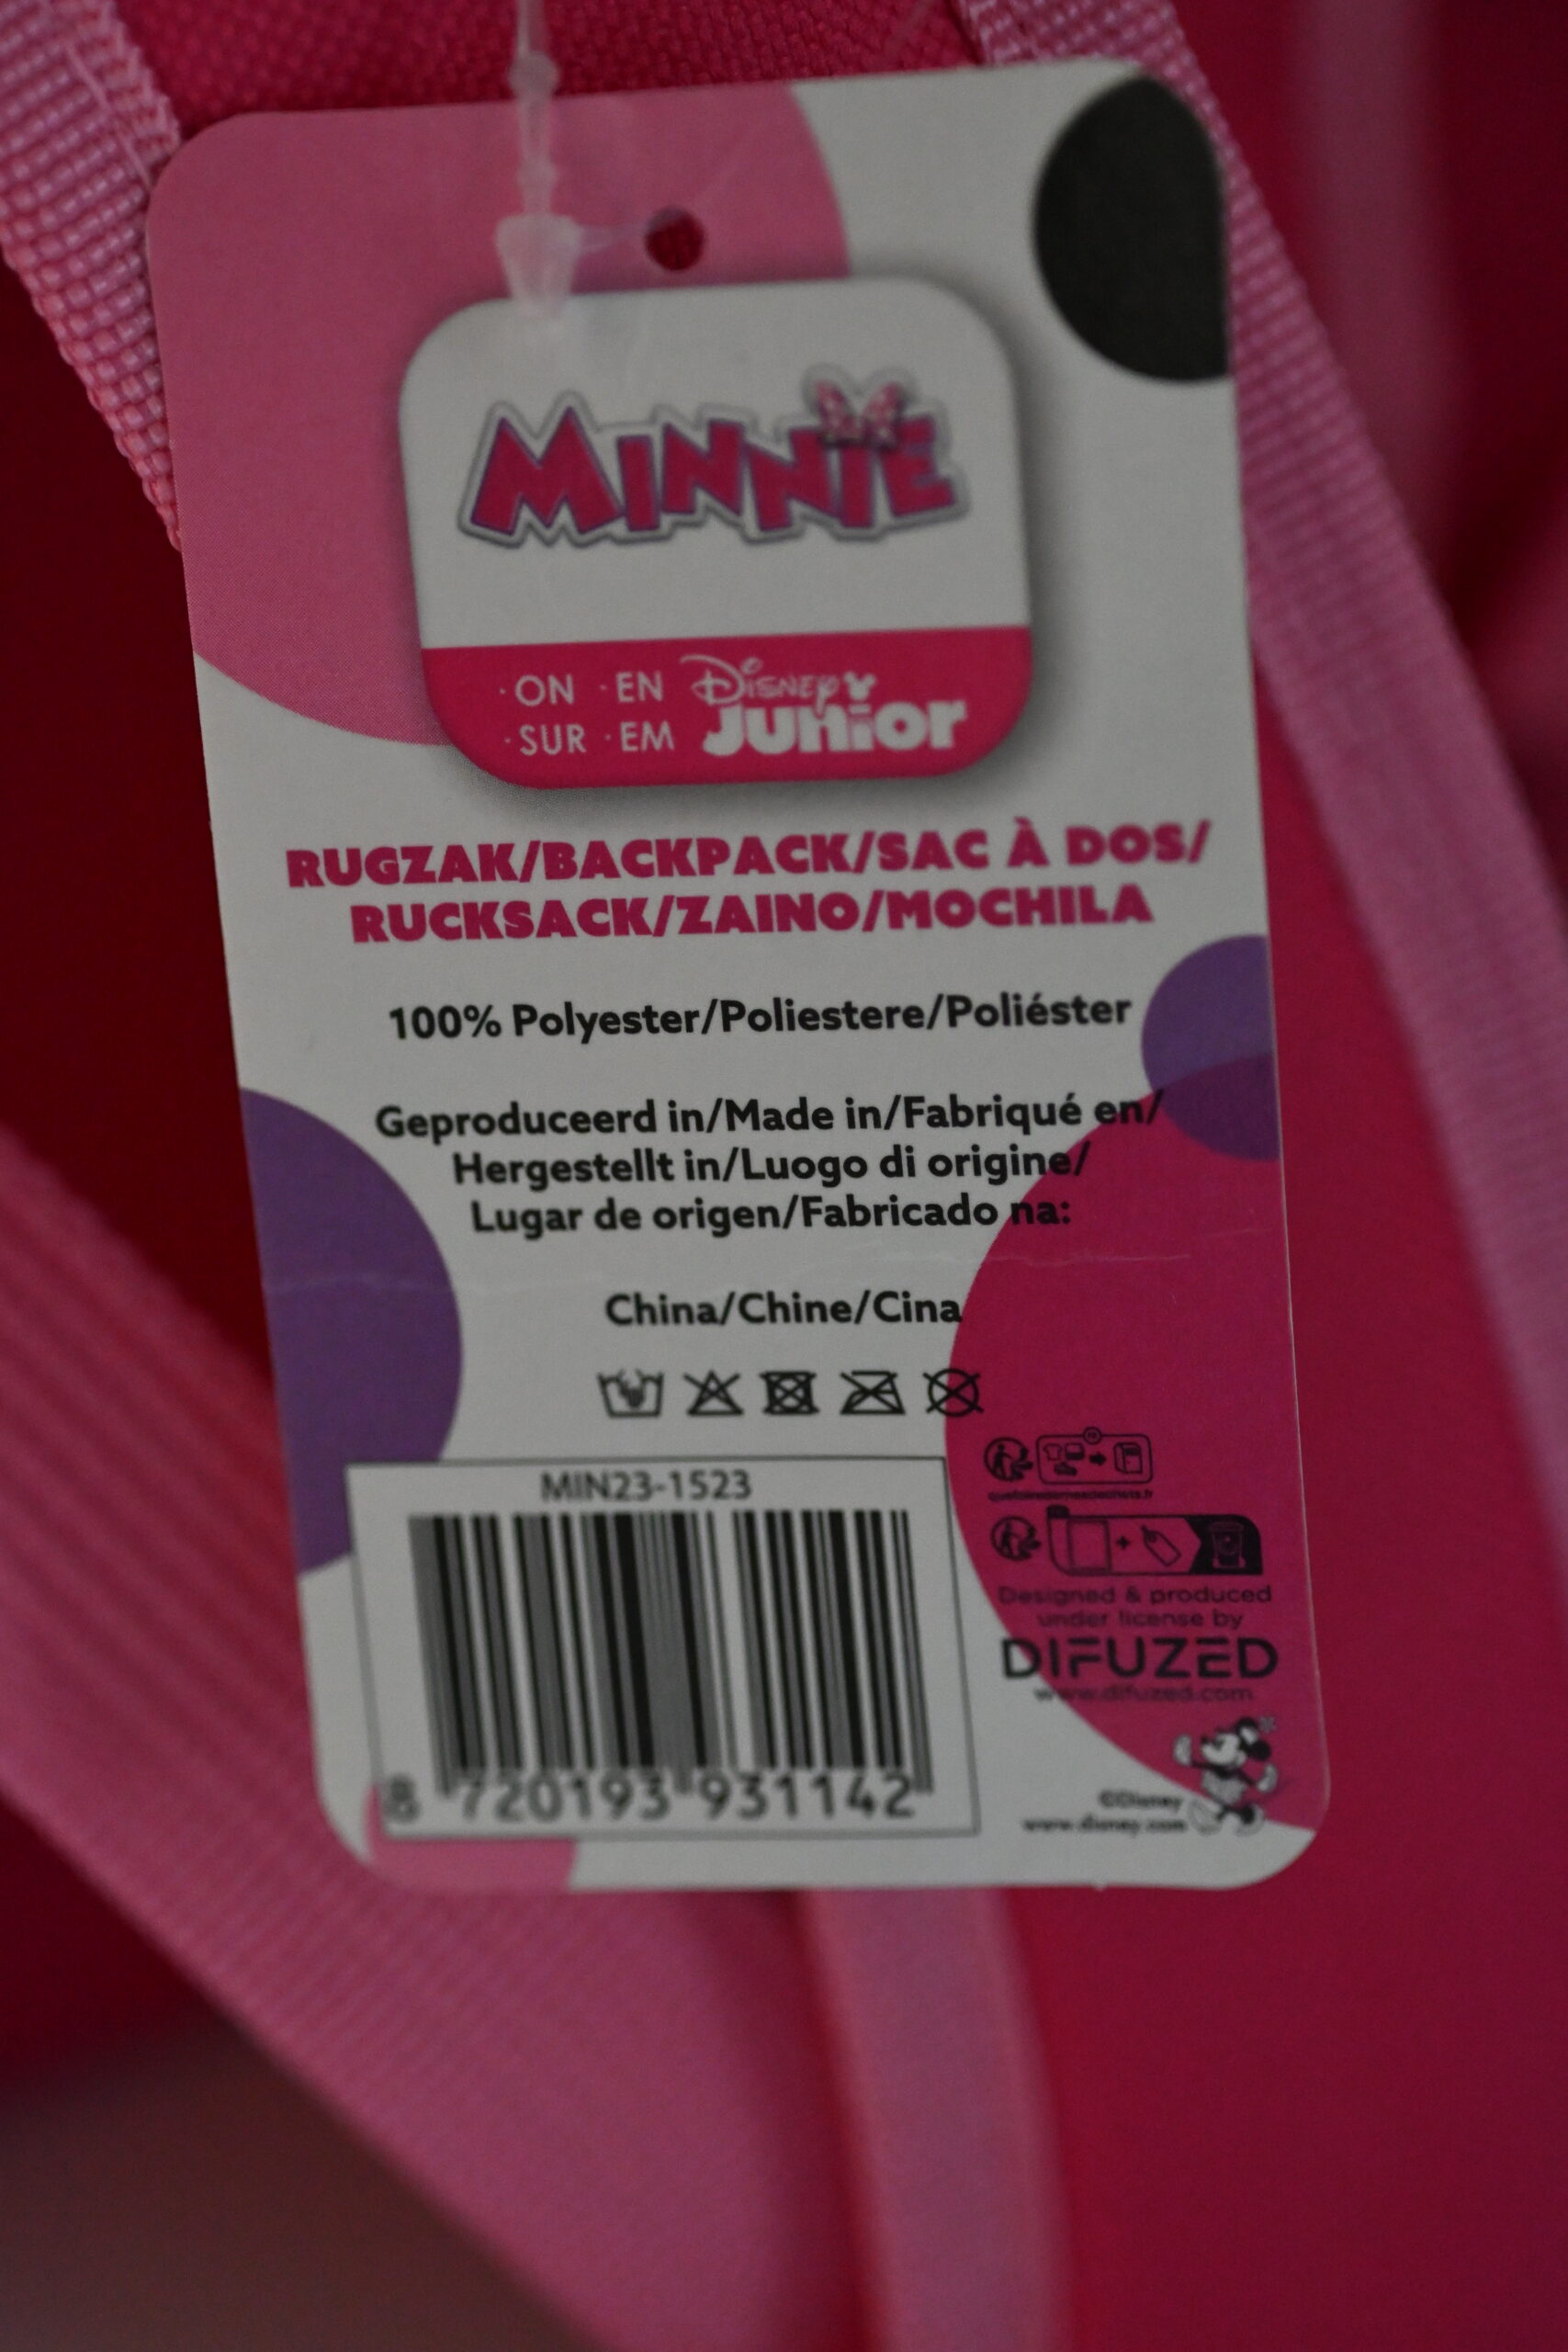 MINNIE
·ON ·EN DISNEY
·SUR ·EM JUNIOR
RUGZAK/BACKPACK/SAC À DOS/
RUCKSACK/ZAINO/MOCHILA
100% Polyester/Poliestere/Poliéster
Geproduceerd in/Made in/Fabriqué en/
Hergestellt in/Luogo di origine/
Lugar de origen/Fabricado na:
China/Chine/Cina
MIN23-1523
8 720193 931142
quefairedemesdechets.fr
Designed & produced
under license by
DIFUZED
www.difuzed.com
©Disney
www.disney.com